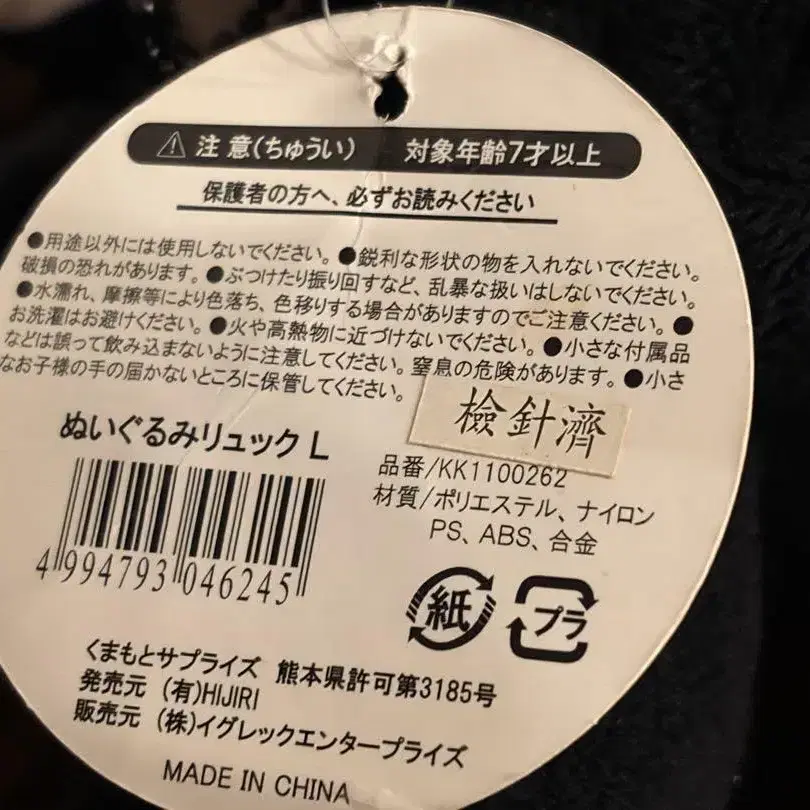 ⚠ 注意(ちゅうい) 対象年齢7才以上
保護者の方へ、必ずお読みください
●用途以外には使用しないでください。●鋭利な形状の物を入れないでください。
破損の恐れがあります。●ぶつけたり振り回すなど、乱暴な扱いはしないでください。
●水濡れ、摩擦等により色落ち、色移りする場合がありますのでご注意ください。●
お洗濯はお避けください。●火や高熱物に近づけないでください。●小さな付属品
などは誤って飲み込まないように注意してください。窒息の危険があります。●小さ
なお子様の手の届かないところに保管してください。
檢針濟
ぬいぐるみリュック L
品番/KK1100262
材質/ポリエステル、ナイロン
PS、ABS、合金
4 994793 046245
紙
プラ
くまもとサプライズ 熊本県許可第3185号
発売元 (有)HIJIRI
販売元 (株)イグレックエンタープライズ
MADE IN CHINA